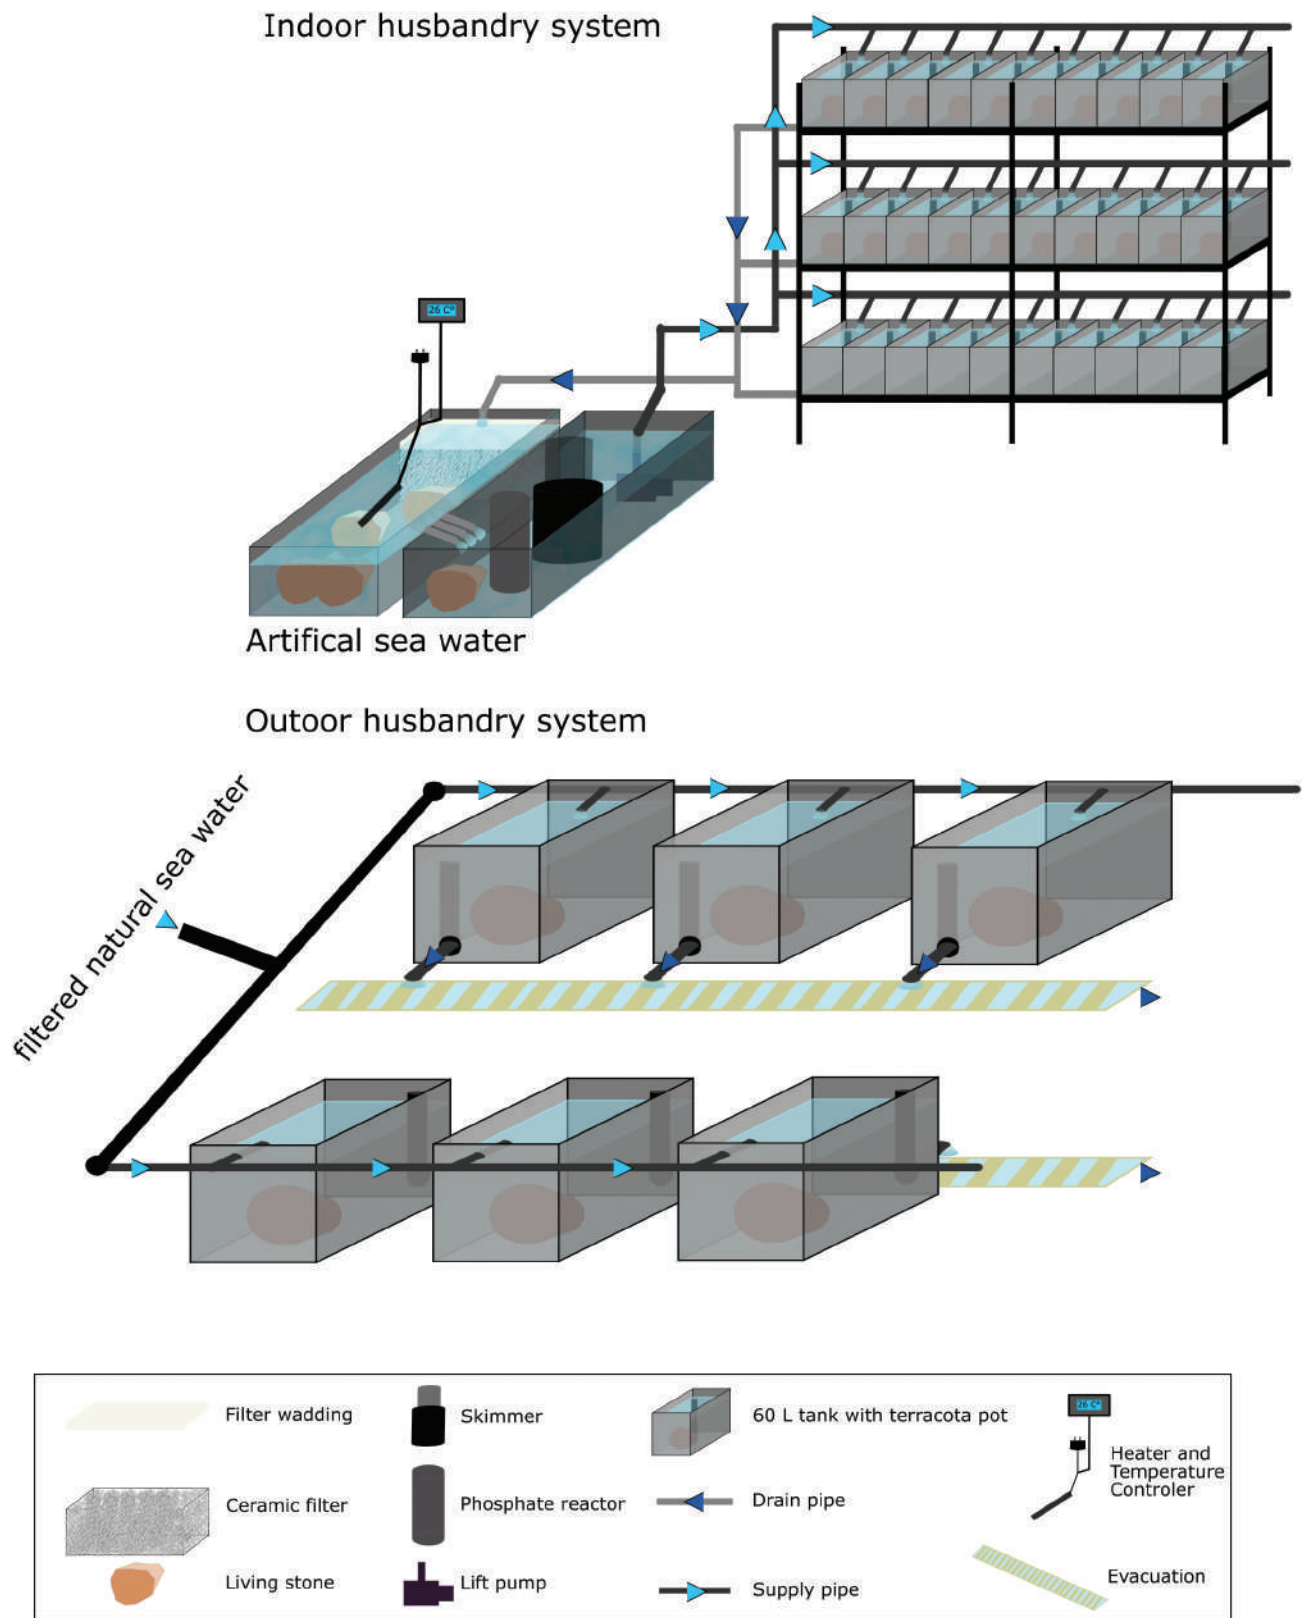 Indoor husbandry system
26 C°
Artifical sea water
Outoor husbandry system
filtered natural sea water
Filter wadding
Skimmer
60 L tank with terracota pot
26 C°
Heater and
Temperature
Controler
Ceramic filter
Phosphate reactor
Drain pipe
Living stone
Lift pump
Supply pipe
Evacuation